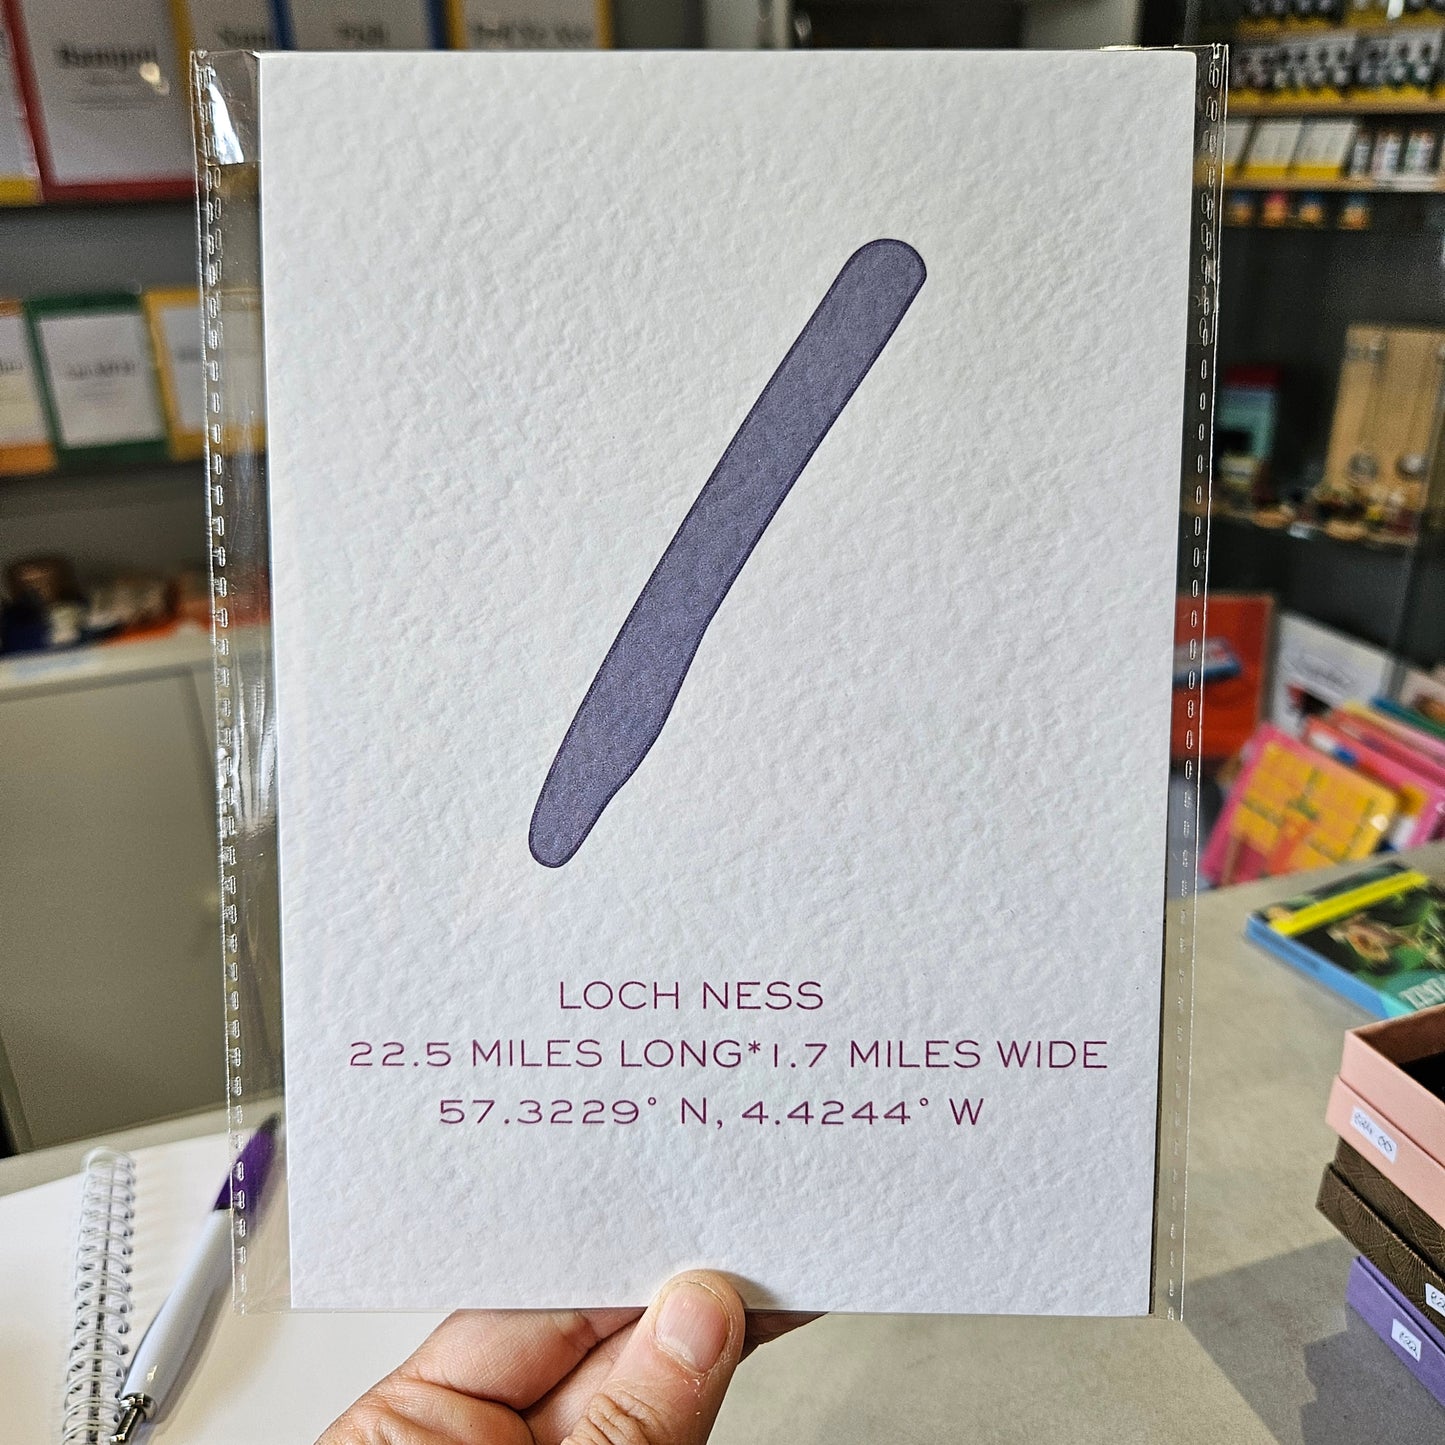 LOCH NESS
22.5 MILES LONG*1.7 MILES WIDE
57.3229° N, 4.4244° W